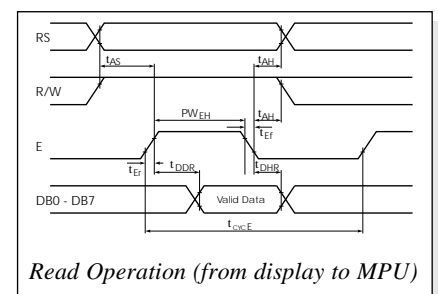 RS
tAS
tAH
R/W
PWEH
tAH
tEf
E
tEr
tDDR
tDHR
DB0 - DB7
Valid Data
tCYCE
Read Operation (from display to MPU)